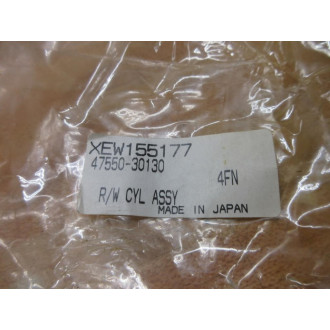 XEW155177
47550-30130
4FN
R/W CYL ASSY
MADE IN JAPAN